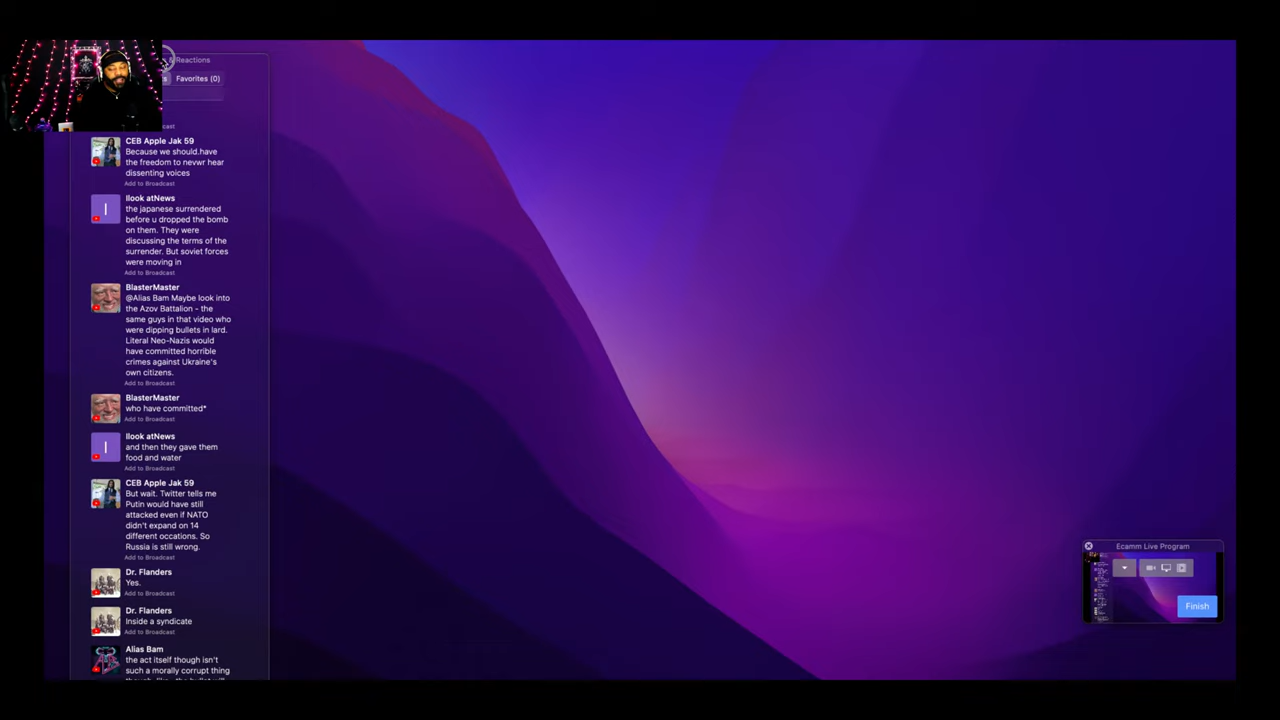 & Reactions
Favorites (0)
CEB Apple Jak 59
Because we should.have
the freedom to nevwr hear
dissenting voices
Add to Broadcast
I
Ilook atNews
the japanese surrendered
before u dropped the bomb
on them. They were
discussing the terms of the
surrender. But soviet forces
were moving in
Add to Broadcast
BlasterMaster
@Alias Bam Maybe look into
the Azov Battalion - the
same guys in that video who
were dipping bullets in lard.
Literal Neo-Nazis would
have committed horrible
crimes against Ukraine's
own citizens.
Add to Broadcast
BlasterMaster
who have committed*
Add to Broadcast
I
Ilook atNews
and then they gave them
food and water
Add to Broadcast
CEB Apple Jak 59
But wait. Twitter tells me
Putin would have still
attacked even if NATO
didn't expand on 14
different occations. So
Russia is still wrong.
Add to Broadcast
Dr. Flanders
Yes.
Add to Broadcast
Dr. Flanders
Inside a syndicate
Add to Broadcast
Alias Bam
the act itself though isn't
such a morally corrupt thing
Ecamm Live Program
Finish